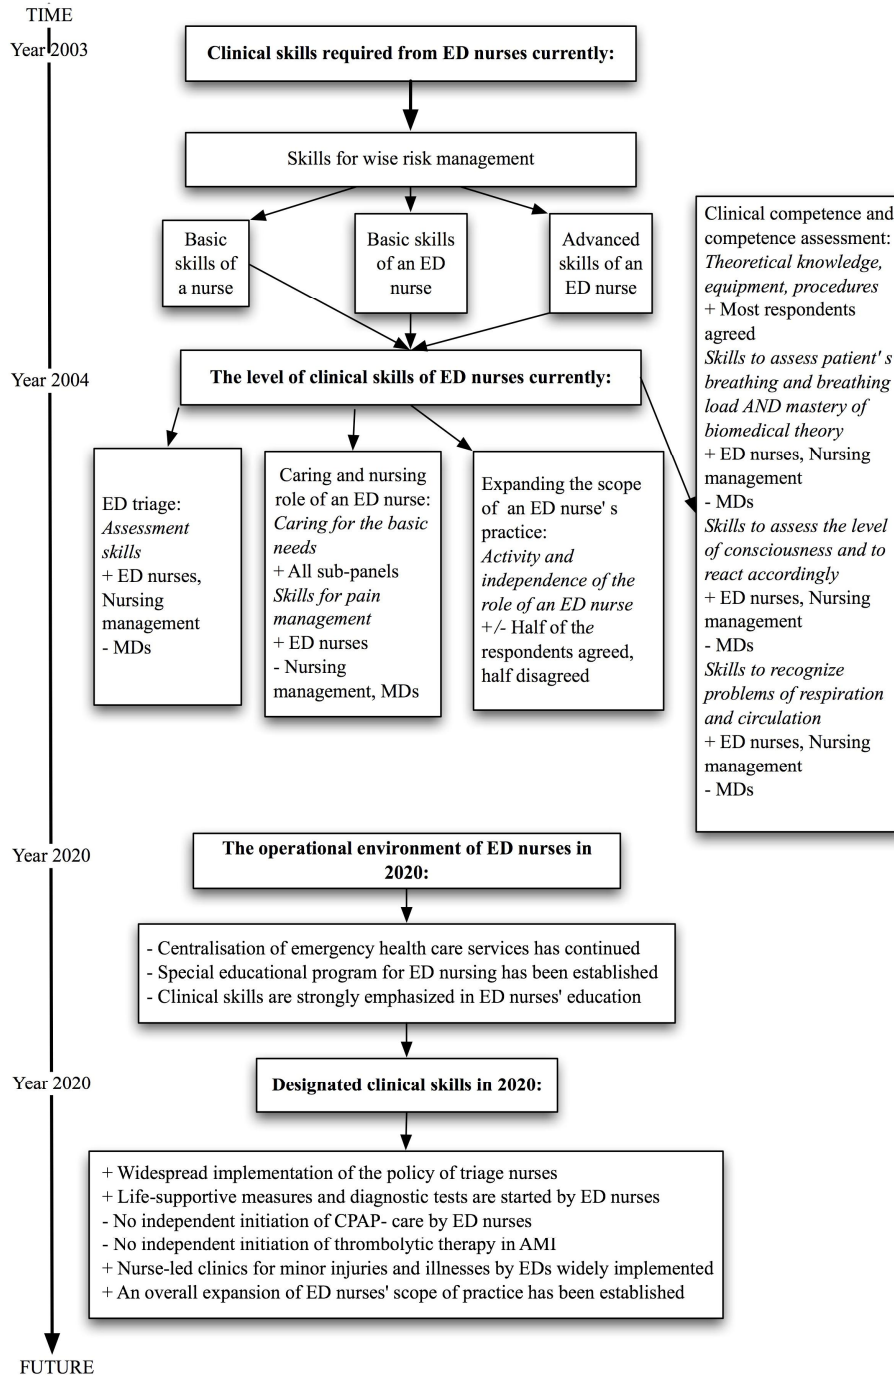 TIME
Year 2003
Clinical skills required from ED nurses currently:
Skills for wise risk management
Basic
skills of
a nurse
Basic skills
of an ED
nurse
Advanced
skills of an
ED nurse
Year 2004
The level of clinical skills of ED nurses currently:
ED triage:
Assessment
skills
+ ED nurses,
Nursing
management
- MDs
Caring and nursing
role of an ED nurse:
Caring for the basic
needs
+ All sub-panels
Skills for pain
management
+ ED nurses
- Nursing
management, MDs
Expanding the scope
of an ED nurse's
practice:
Activity and
independence of the
role of an ED nurse
+/- Half of the
respondents agreed,
half disagreed
Clinical competence and
competence assessment:
Theoretical knowledge,
equipment, procedures
+ Most respondents
agreed
Skills to assess patient's
breathing and breathing
load AND mastery of
biomedical theory
+ ED nurses, Nursing
management
- MDs
Skills to assess the level
of consciousness and to
react accordingly
+ ED nurses, Nursing
management
- MDs
Skills to recognize
problems of respiration
and circulation
+ ED nurses, Nursing
management
- MDs
Year 2020
The operational environment of ED nurses in
2020:
- Centralisation of emergency health care services has continued
- Special educational program for ED nursing has been established
- Clinical skills are strongly emphasized in ED nurses' education
Year 2020
Designated clinical skills in 2020:
+ Widespread implementation of the policy of triage nurses
+ Life-supportive measures and diagnostic tests are started by ED nurses
- No independent initiation of CPAP- care by ED nurses
- No independent initiation of thrombolytic therapy in AMI
+ Nurse-led clinics for minor injuries and illnesses by EDs widely implemented
+ An overall expansion of ED nurses' scope of practice has been established
FUTURE